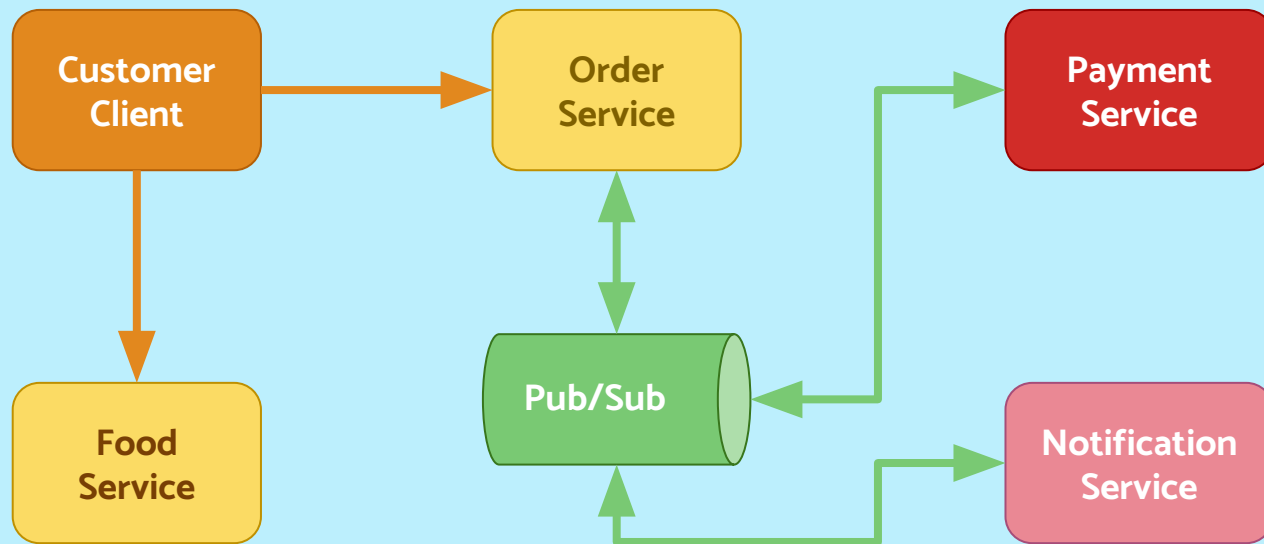 Customer
Client
Order
Service
Payment
Service
Food
Service
Pub/Sub
Notification
Service